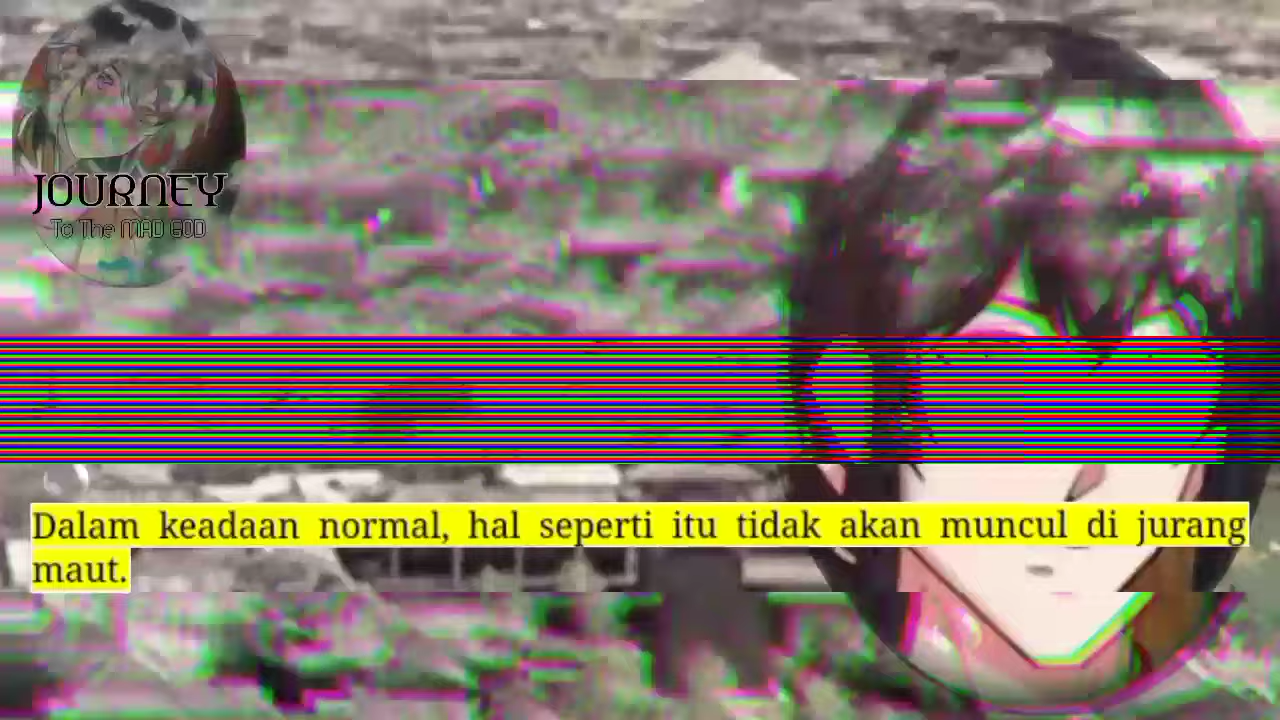 JOURNEY
To The MAD GOD
Dalam keadaan normal, hal seperti itu tidak akan muncul di jurang
maut.